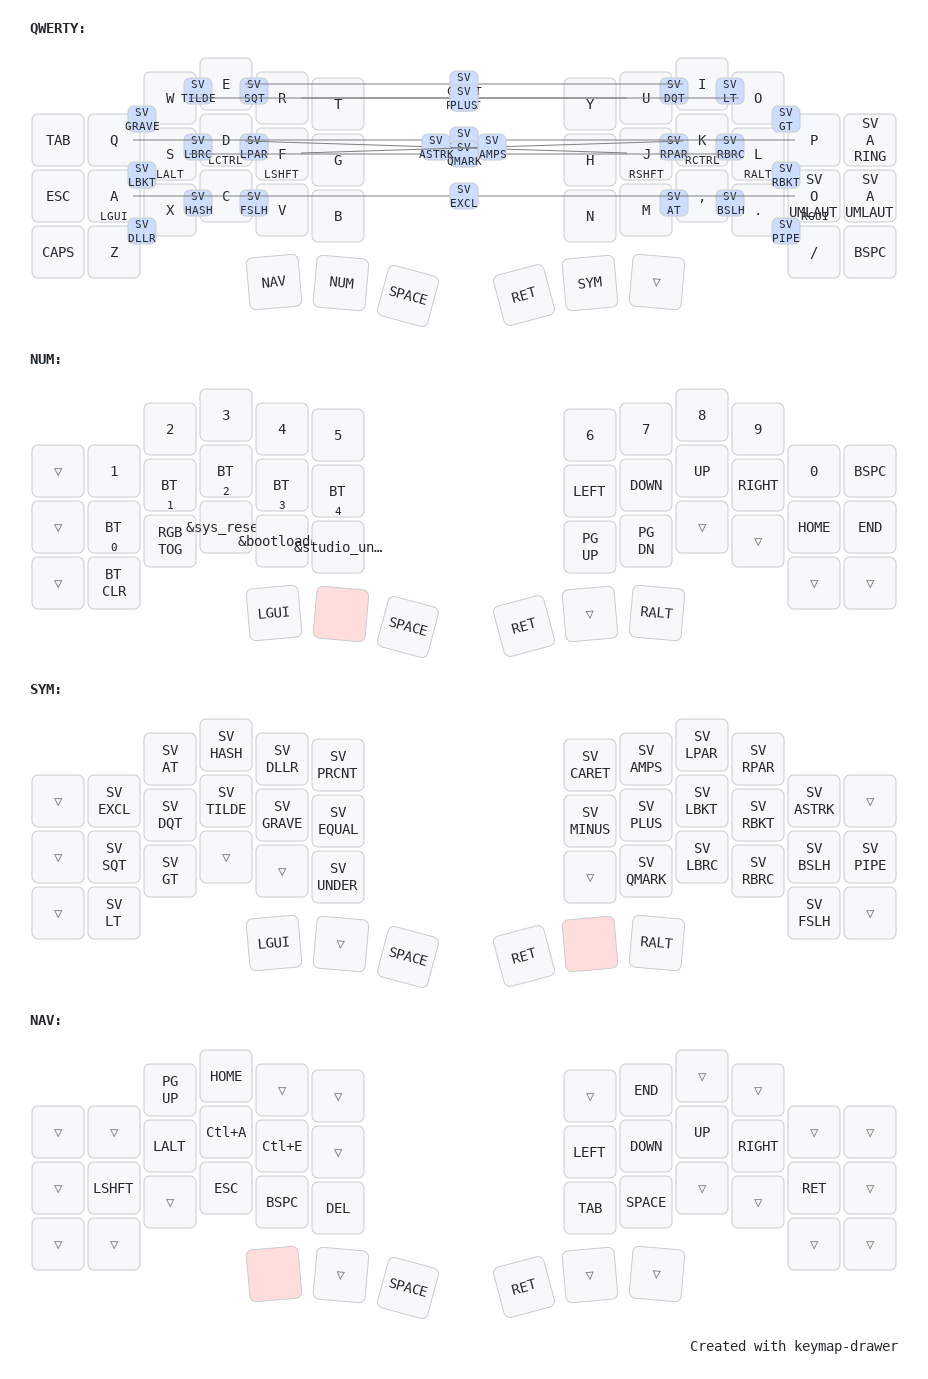 QWERTY:
E I
W SV TILDE SV SQT R SV SV PLUS U SV DQT SV LT O
T Y
TAB Q SV GRAVE SV GT P SV A RING
S LALT SV LBRC D LCTRL SV LPAR F LSHFT G SV ASTRK SV SV QMARK SV AMPS H J RSHFT SV RPAR K RCTRL SV RBRC L RALT
ESC A LGUI SV LBKT SV EXCL SV RBKT SV O UMLAUT SV A UMLAUT
X SV HASH C SV FSLH V B N M SV AT , SV BSLH .
CAPS Z SV DLLR SV PIPE / BSPC
NAV NUM SPACE RET SYM ▽
NUM:
3 8
2 4 5 6 7 9
▽ 1 BT 2 UP 0 BSPC
BT 1 BT 3 BT 4 LEFT DOWN RIGHT
▽ BT 0 &sys_rese ▽ HOME END
RGB TOG &bootload &studio_un… PG UP PG DN ▽
▽ BT CLR ▽ ▽
LGUI SPACE RET ▽ RALT
SYM:
SV HASH SV LPAR
SV AT SV DLLR SV PRCNT SV CARET SV AMPS SV RPAR
▽ SV EXCL SV TILDE SV LBKT SV ASTRK ▽
SV DQT SV GRAVE SV EQUAL SV MINUS SV PLUS SV RBKT
▽ SV SQT ▽ SV LBRC SV BSLH SV PIPE
SV GT ▽ SV UNDER ▽ SV QMARK SV RBRC
▽ SV LT SV FSLH ▽
LGUI ▽ SPACE RET RALT
NAV:
HOME ▽
PG UP ▽ ▽ ▽ END ▽
▽ ▽ Ctl+A UP ▽ ▽
LALT Ctl+E ▽ LEFT DOWN RIGHT
▽ LSHFT ESC ▽ RET ▽
▽ BSPC DEL TAB SPACE ▽
▽ ▽ ▽ ▽
▽ SPACE RET ▽ ▽
Created with keymap-drawer